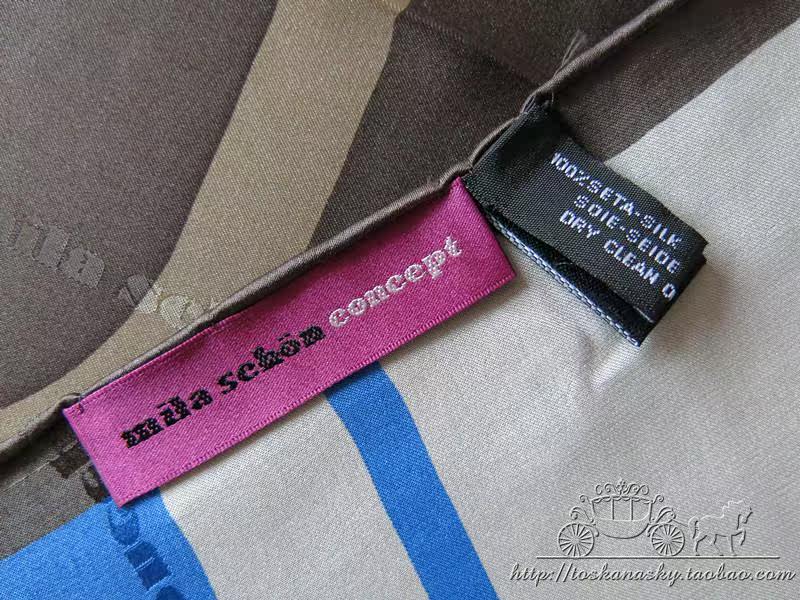 mila schön concept
100%SETA-SILK
SOIE-SEIDE
DRY CLEAN O
http://toskanasky.taobao.com